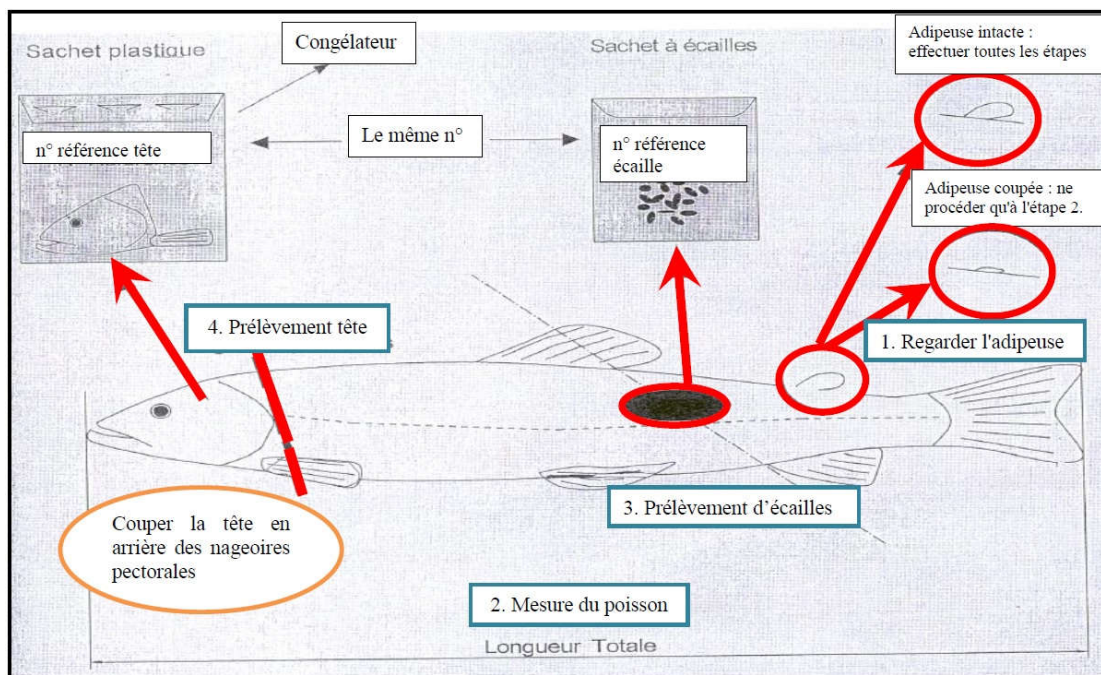 Sachet plastique
Congélateur
Sachet à écailles
Adipeuse intacte :
effectuer toutes les étapes
Le même n°
n° référence tête
n° référence
écaille
Adipeuse coupée : ne
procéder qu'à l'étape 2.
4. Prélèvement tête
1. Regarder l'adipeuse
3. Prélèvement d’écailles
Couper la tête en
arrière des nageoires
pectorales
2. Mesure du poisson
Longueur Totale